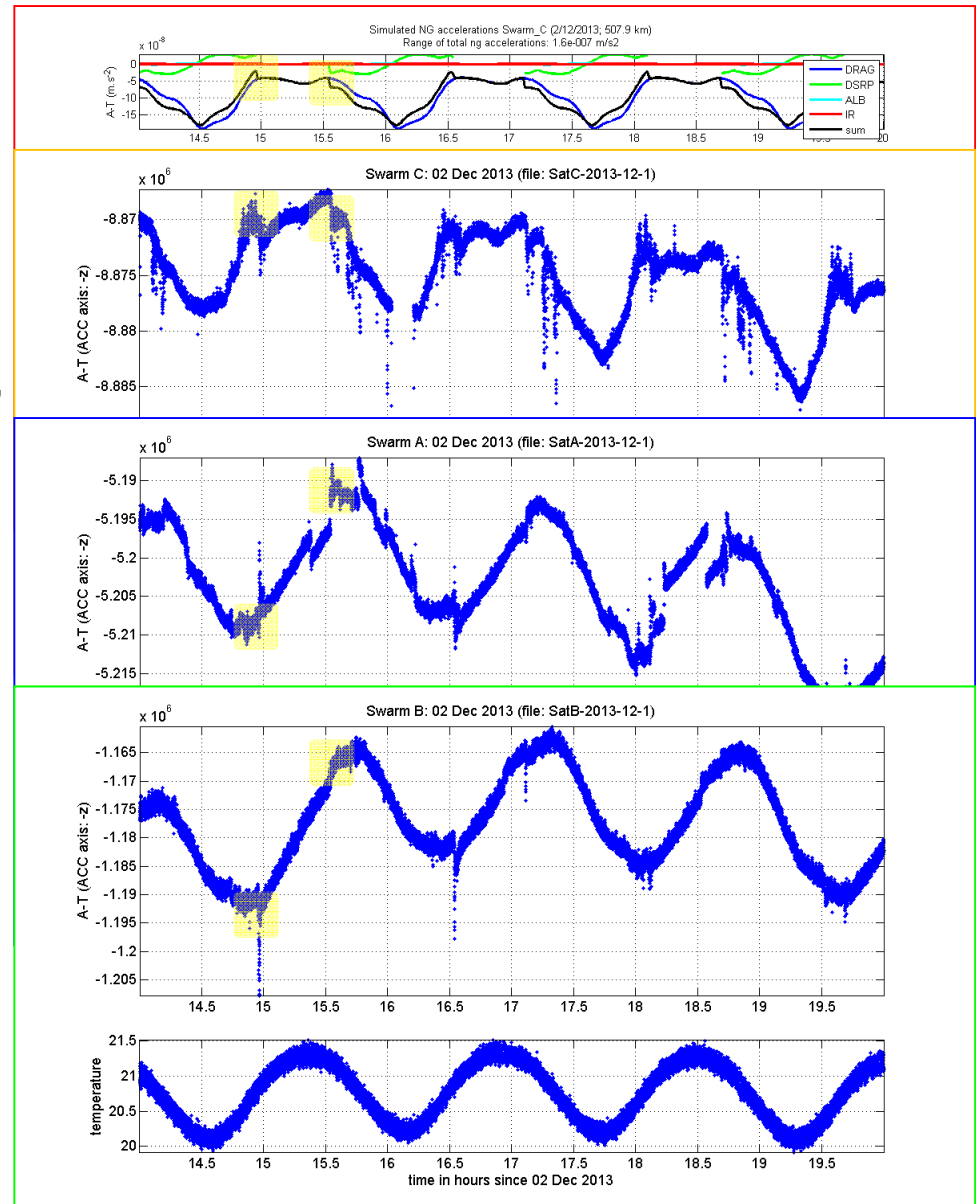 Simulated NG accelerations Swarm_C (2/12/2013; 507.9 km)
Range of total ng accelerations: 1.6e-007 m/s2
x 10^-8
A-T (m.s^-2)
0
-5
-10
-15
14.5 15 15.5 16 16.5 17 17.5 18 18.5 19 19.5 20
DRAG
DSRP
ALB
IR
sum
x 10^6
Swarm C: 02 Dec 2013 (file: SatC-2013-12-1)
A-T (ACC axis: -z)
-8.87
-8.875
-8.88
-8.885
x 10^6
Swarm A: 02 Dec 2013 (file: SatA-2013-12-1)
A-T (ACC axis: -z)
-5.19
-5.195
-5.2
-5.205
-5.21
-5.215
x 10^6
Swarm B: 02 Dec 2013 (file: SatB-2013-12-1)
A-T (ACC axis: -z)
-1.165
-1.17
-1.175
-1.18
-1.185
-1.19
-1.195
-1.2
-1.205
14.5 15 15.5 16 16.5 17 17.5 18 18.5 19 19.5
temperature
21.5
21
20.5
20
14.5 15 15.5 16 16.5 17 17.5 18 18.5 19 19.5
time in hours since 02 Dec 2013